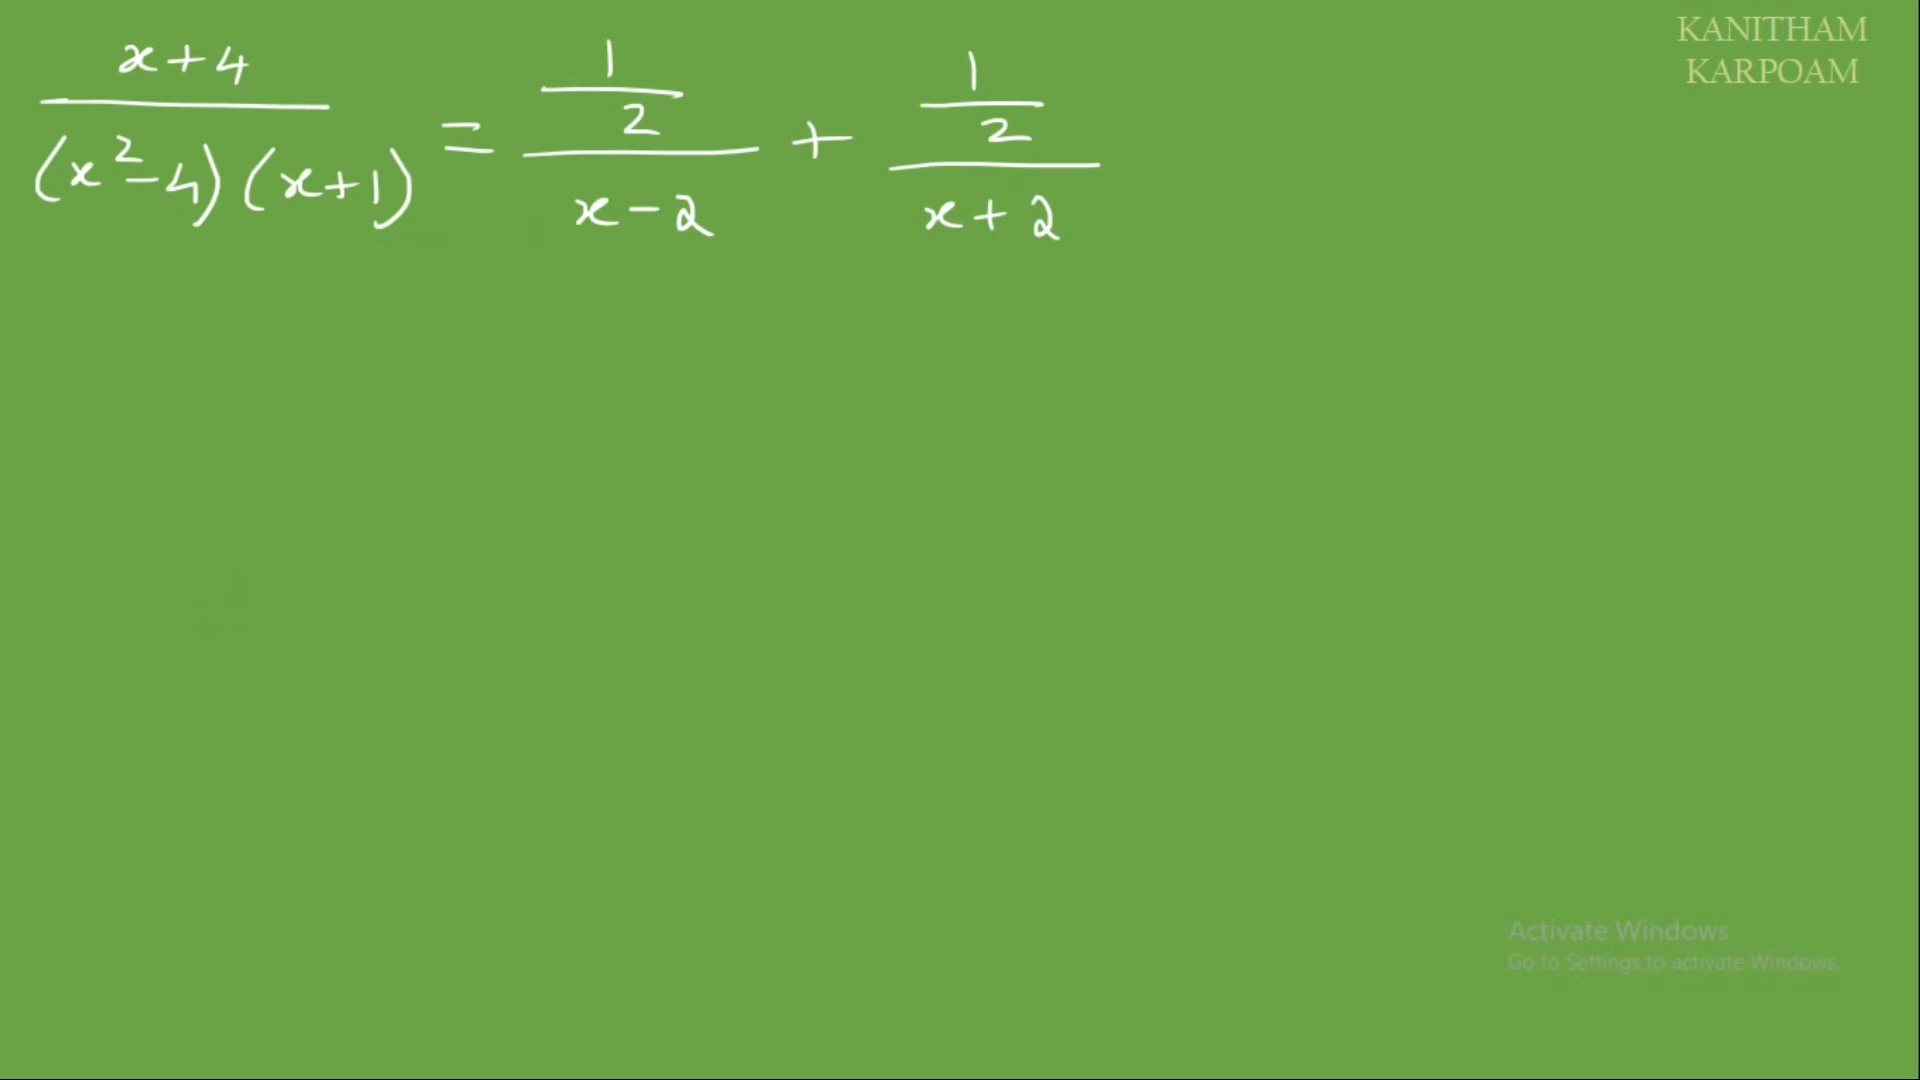 KANITHAM
KARPOAM
x+4 / (x²-4)(x+1) = (1/2) / (x-2) + (1/2) / (x+2)
Activate Windows
Go to Settings to activate Windows.